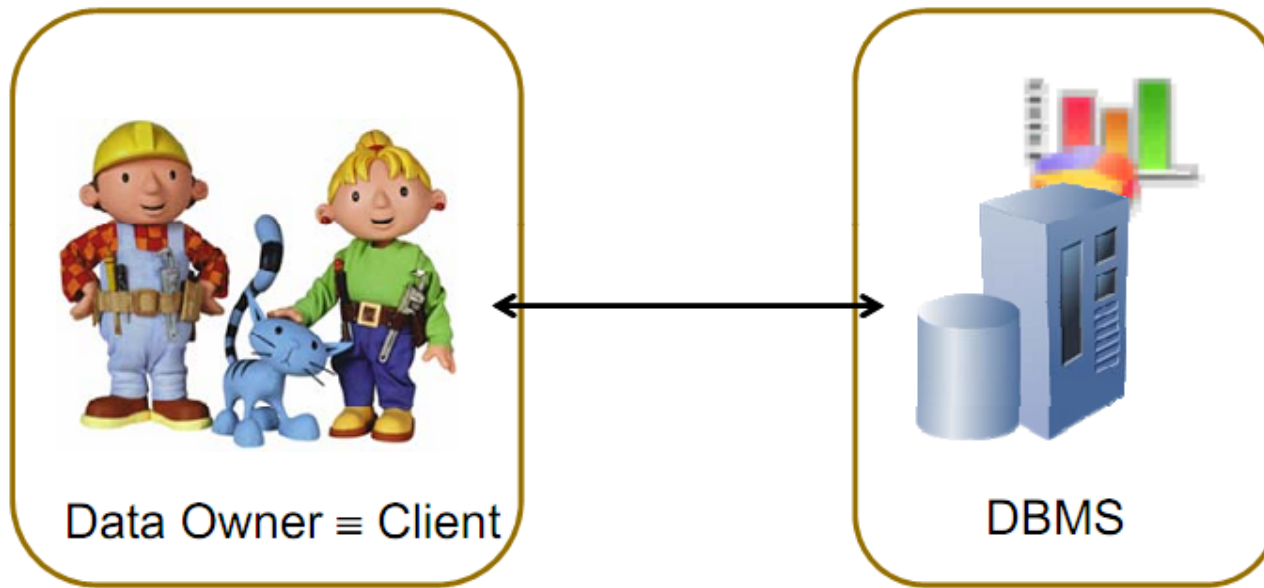 Data Owner ≡ Client
DBMS